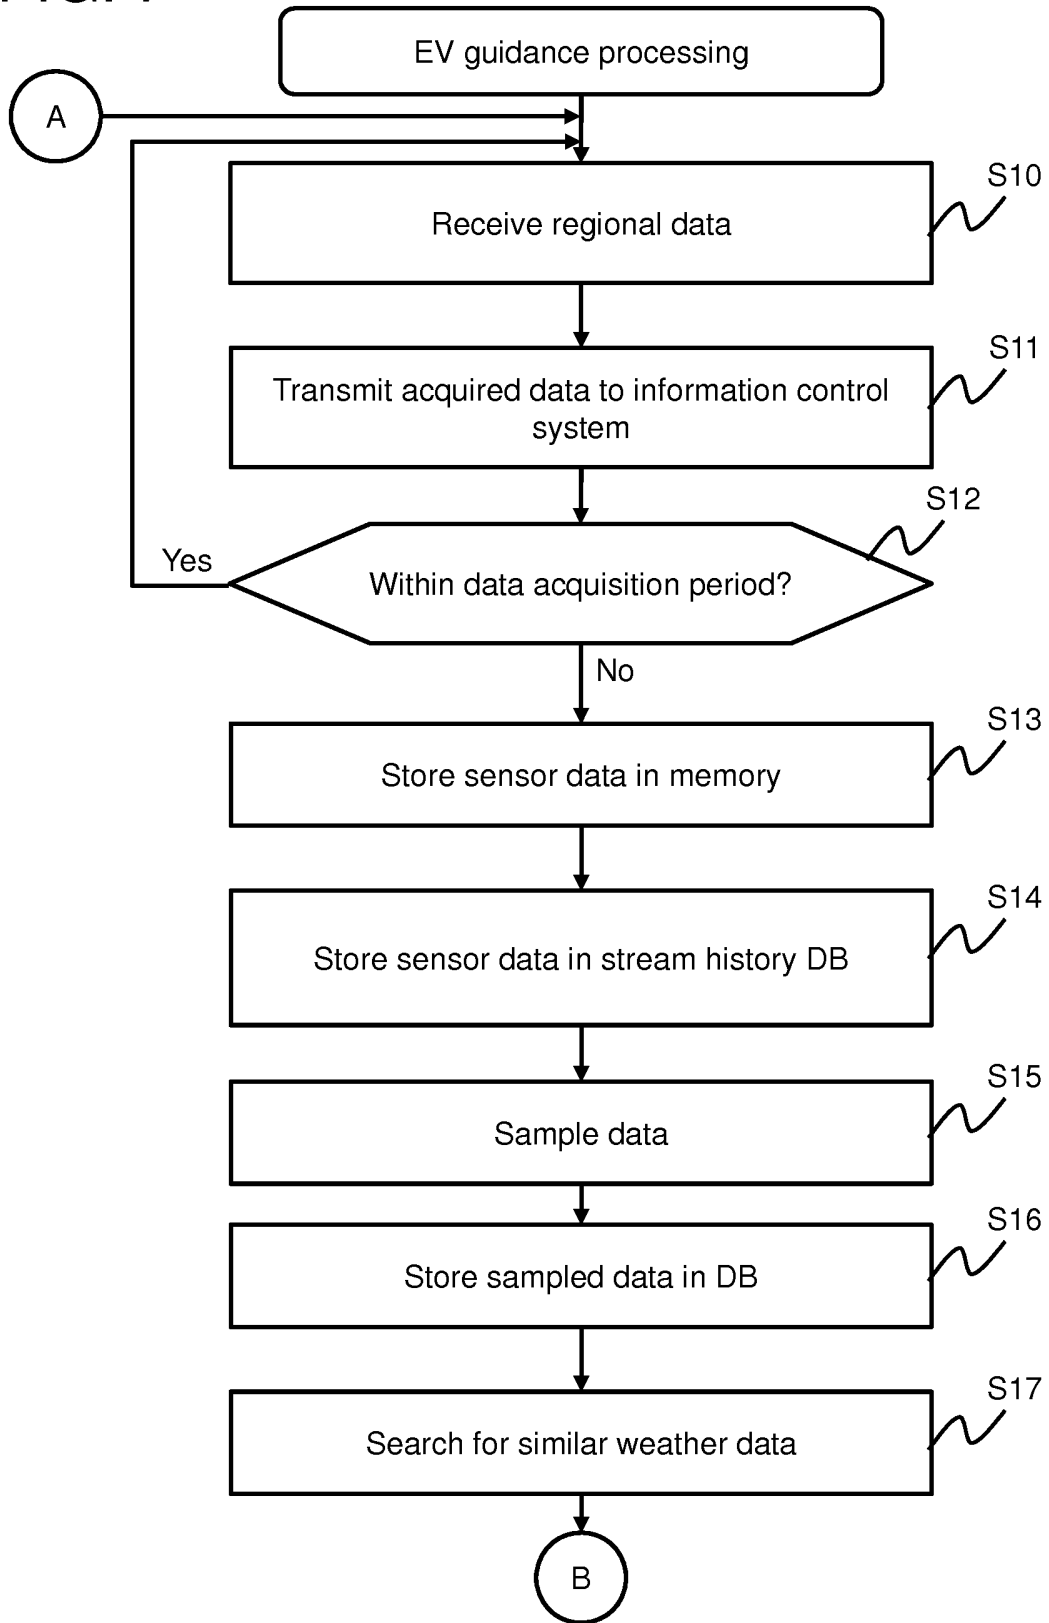 EV guidance processing
A
S10
Receive regional data
S11
Transmit acquired data to information control
system
S12
Yes
Within data acquisition period?
No
S13
Store sensor data in memory
S14
Store sensor data in stream history DB
S15
Sample data
S16
Store sampled data in DB
S17
Search for similar weather data
B